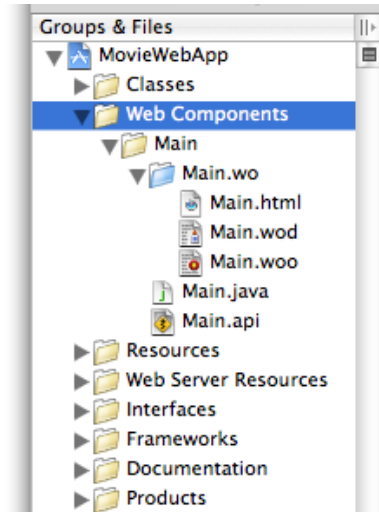 Groups & Files
MovieWebApp
Classes
Web Components
Main
Main.wo
Main.html
Main.wod
Main.woo
Main.java
Main.api
Resources
Web Server Resources
Interfaces
Frameworks
Documentation
Products